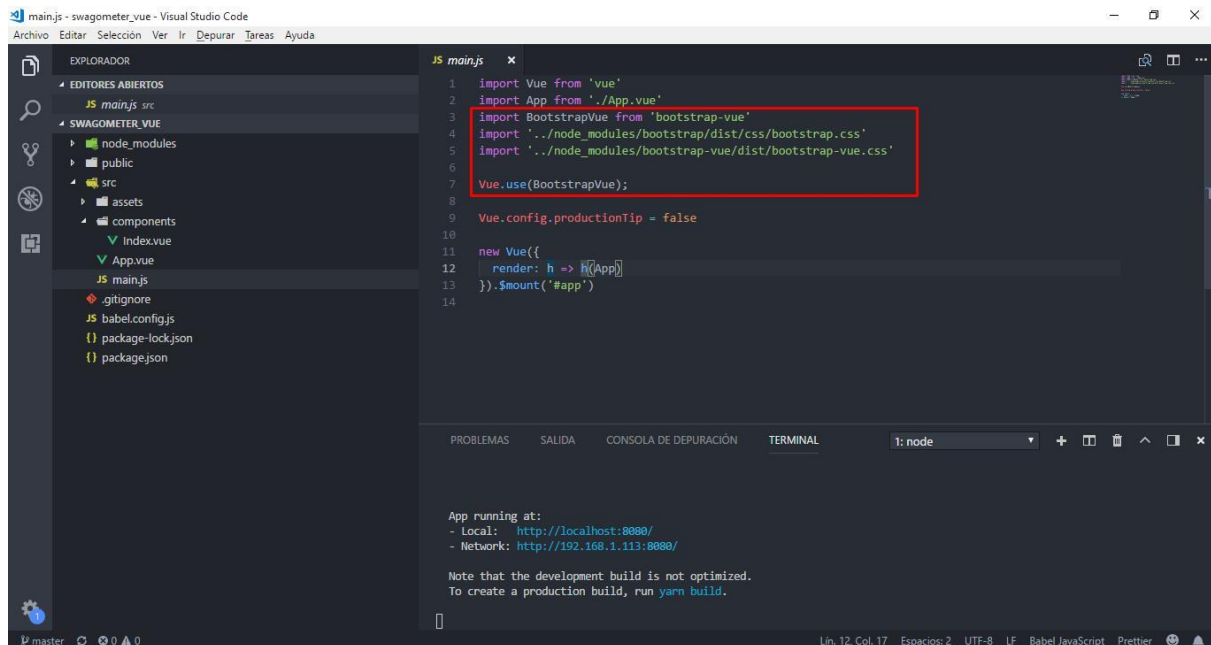 main.js - swagometer_vue - Visual Studio Code
Archivo Editar Selección Ver Ir Depurar Tareas Ayuda
EXPLORADOR
EDITORES ABIERTOS
JS main.js src
SWAGOMETER_VUE
node_modules
public
src
assets
components
Index.vue
App.vue
JS main.js
.gitignore
JS babel.config.js
{} package-lock.json
{} package.json
1
JS main.js
1 import Vue from 'vue'
2 import App from './App.vue'
3 import BootstrapVue from 'bootstrap-vue'
4 import '../node_modules/bootstrap/dist/css/bootstrap.css'
5 import '../node_modules/bootstrap-vue/dist/bootstrap-vue.css'
6
7 Vue.use(BootstrapVue);
8
9 Vue.config.productionTip = false
10
11 new Vue({
12 render: h => h(App)
13 }).$mount('#app')
14
PROBLEMAS SALIDA CONSOLA DE DEPURACIÓN TERMINAL 1: node
App running at:
- Local: http://localhost:8080/
- Network: http://192.168.1.113:8080/
Note that the development build is not optimized.
To create a production build, run yarn build.
master 0 0 Lín. 12, Col. 17 Espacios: 2 UTF-8 LF Babel JavaScript Prettier